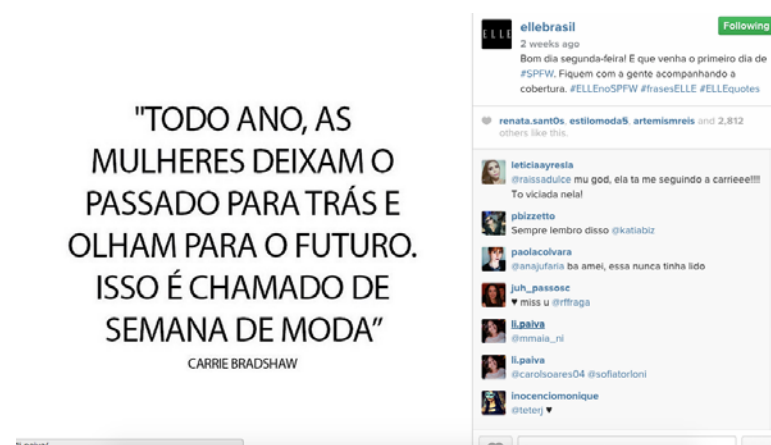 "TODO ANO, AS
MULHERES DEIXAM O
PASSADO PARA TRÁS E
OLHAM PARA O FUTURO.
ISSO É CHAMADO DE
SEMANA DE MODA”
CARRIE BRADSHAW
ELLE
ellebrasil
Following
2 weeks ago
Bom dia segunda-feira! E que venha o primeiro dia de
#SPFW. Fiquem com a gente acompanhando a
cobertura. #ELLEnoSPFW #frasesELLE #ELLEquotes
renata.sant0s, estilomoda5, artemismreis and 2,812
others like this.
leticiaayresla
@raissadulce mu god, ela ta me seguindo a carrieee!!!!
To viciada nela!
pbizzetto
Sempre lembro disso @katiabiz
paolacolvara
@anajufaria ba amei, essa nunca tinha lido
juh_passosc
♥ miss u @rffraga
li.paiva
@mmaia_ni
li.paiva
@carolsoares04 @sofiatorloni
inocenciomonique
@teterj ♥